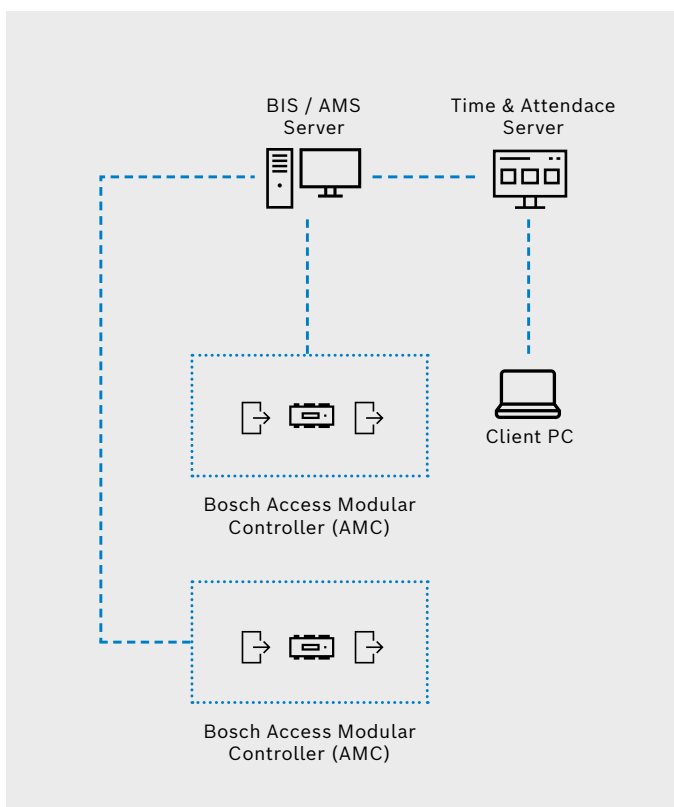 BIS / AMS
Server
Time & Attendace
Server
Client PC
Bosch Access Modular
Controller (AMC)
Bosch Access Modular
Controller (AMC)